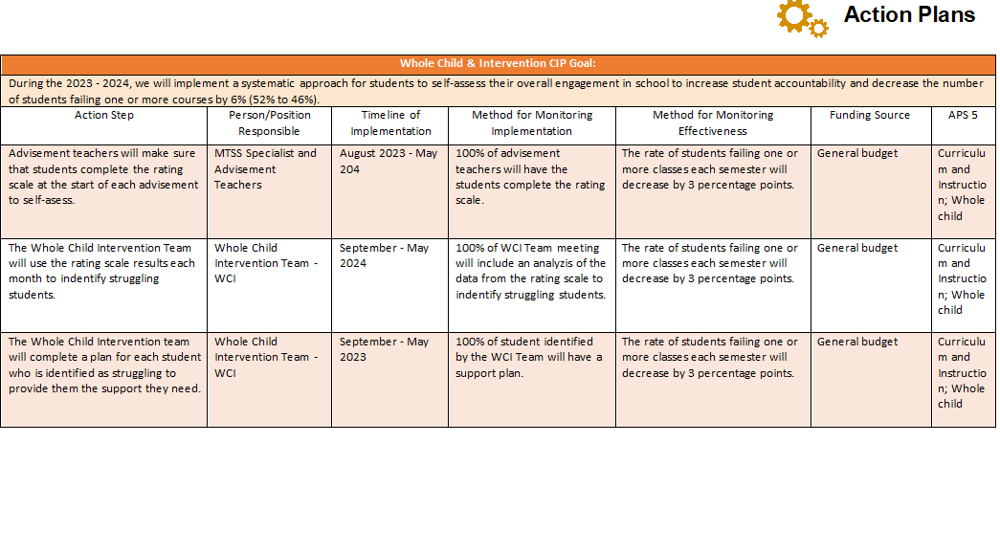 Action Plans
Whole Child & Intervention CIP Goal:
During the 2023 - 2024, we will implement a systematic approach for students to self-assess their overall engagement in school to increase student accountability and decrease the number
of students failing one or more courses by 6% (52% to 46%).
Action Step
Person/Position
Responsible
Timeline of
Implementation
Method for Monitoring
Implementation
Method for Monitoring
Effectiveness
Funding Source
APS 5
Advisement teachers will make sure
that students complete the rating
scale at the start of each advisement
to self-asess.
MTSS Specialist and
Advisement
Teachers
August 2023 - May
204
100% of advisement
teachers will have the
students complete the rating
scale.
The rate of students failing one or
more classes each semester will
decrease by 3 percentage points.
General budget
Curriculu
m and
Instructio
n; Whole
child
The Whole Child Intervention Team
will use the rating scale results each
month to indentify struggling
students.
Whole Child
Intervention Team -
WCI
September - May
2024
100% of WCI Team meeting
will include an analyzis of the
data from the rating scale to
indentify struggling students.
The rate of students failing one or
more classes each semester will
decrease by 3 percentage points.
General budget
Curriculu
m and
Instructio
n; Whole
child
The Whole Child Intervention team
will complete a plan for each student
who is identified as struggling to
provide them the support they need.
Whole Child
Intervention Team -
WCI
September - May
2023
100% of student identified
by the WCI Team will have a
support plan.
The rate of students failing one or
more classes each semester will
decrease by 3 percentage points.
General budget
Curriculu
m and
Instructio
n; Whole
child